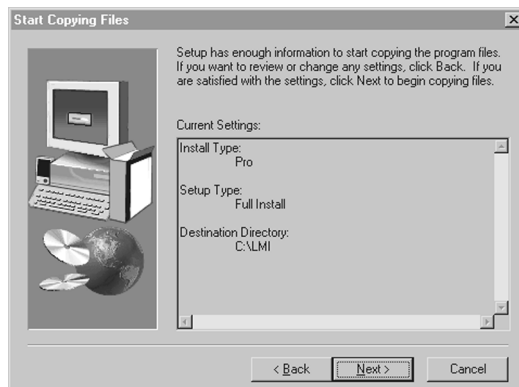 Start Copying Files
Setup has enough information to start copying the program files.
If you want to review or change any settings, click Back. If you
are satisfied with the settings, click Next to begin copying files.
Current Settings:
Install Type:
Pro
Setup Type:
Full Install
Destination Directory:
C:\LMI
< Back
Next >
Cancel